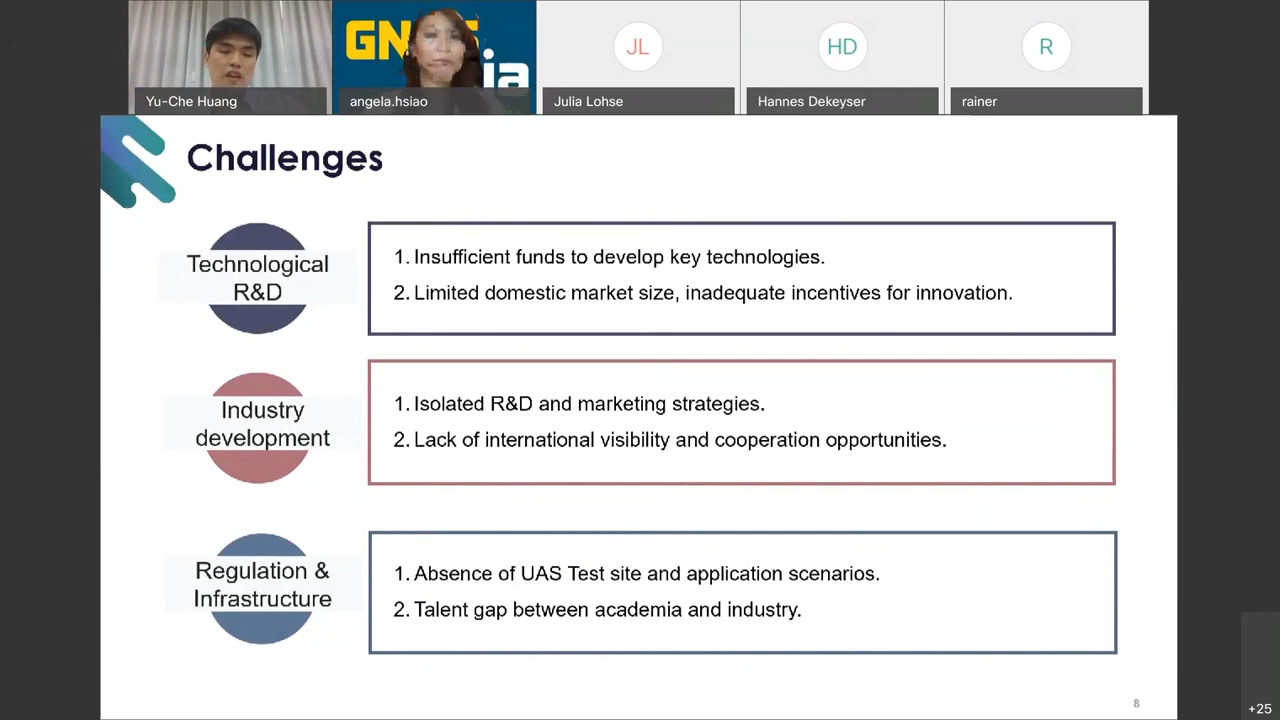 GN
ia
JL
HD
R
Yu-Che Huang
angela.hsiao
Julia Lohse
Hannes Dekeyser
rainer
Challenges
Technological
R&D
1. Insufficient funds to develop key technologies.
2. Limited domestic market size, inadequate incentives for innovation.
Industry
development
1. Isolated R&D and marketing strategies.
2. Lack of international visibility and cooperation opportunities.
Regulation &
Infrastructure
1. Absence of UAS Test site and application scenarios.
2. Talent gap between academia and industry.
8
+25